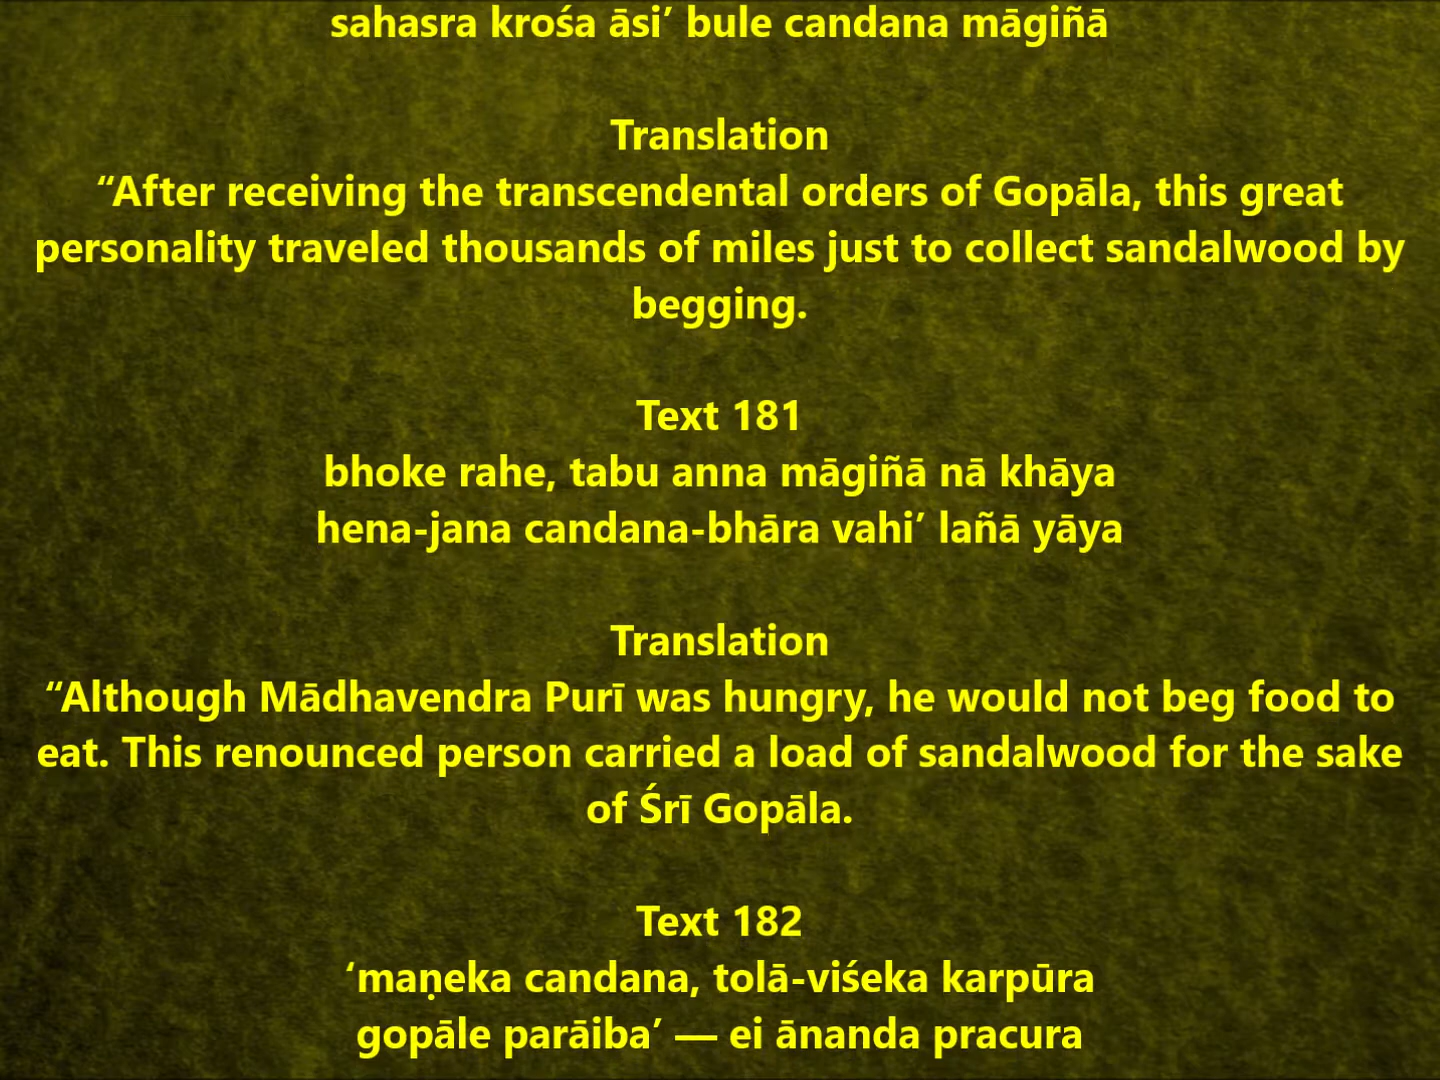 sahasra krośa āsi’ bule candana māgiñā
Translation
“After receiving the transcendental orders of Gopāla, this great
personality traveled thousands of miles just to collect sandalwood by
begging.
Text 181
bhoke rahe, tabu anna māgiñā nā khāya
hena-jana candana-bhāra vahi’ lañā yāya
Translation
“Although Mādhavendra Purī was hungry, he would not beg food to
eat. This renounced person carried a load of sandalwood for the sake
of Śrī Gopāla.
Text 182
‘maṇeka candana, tolā-viśeka karpūra
gopāle parāiba’ — ei ānanda pracura